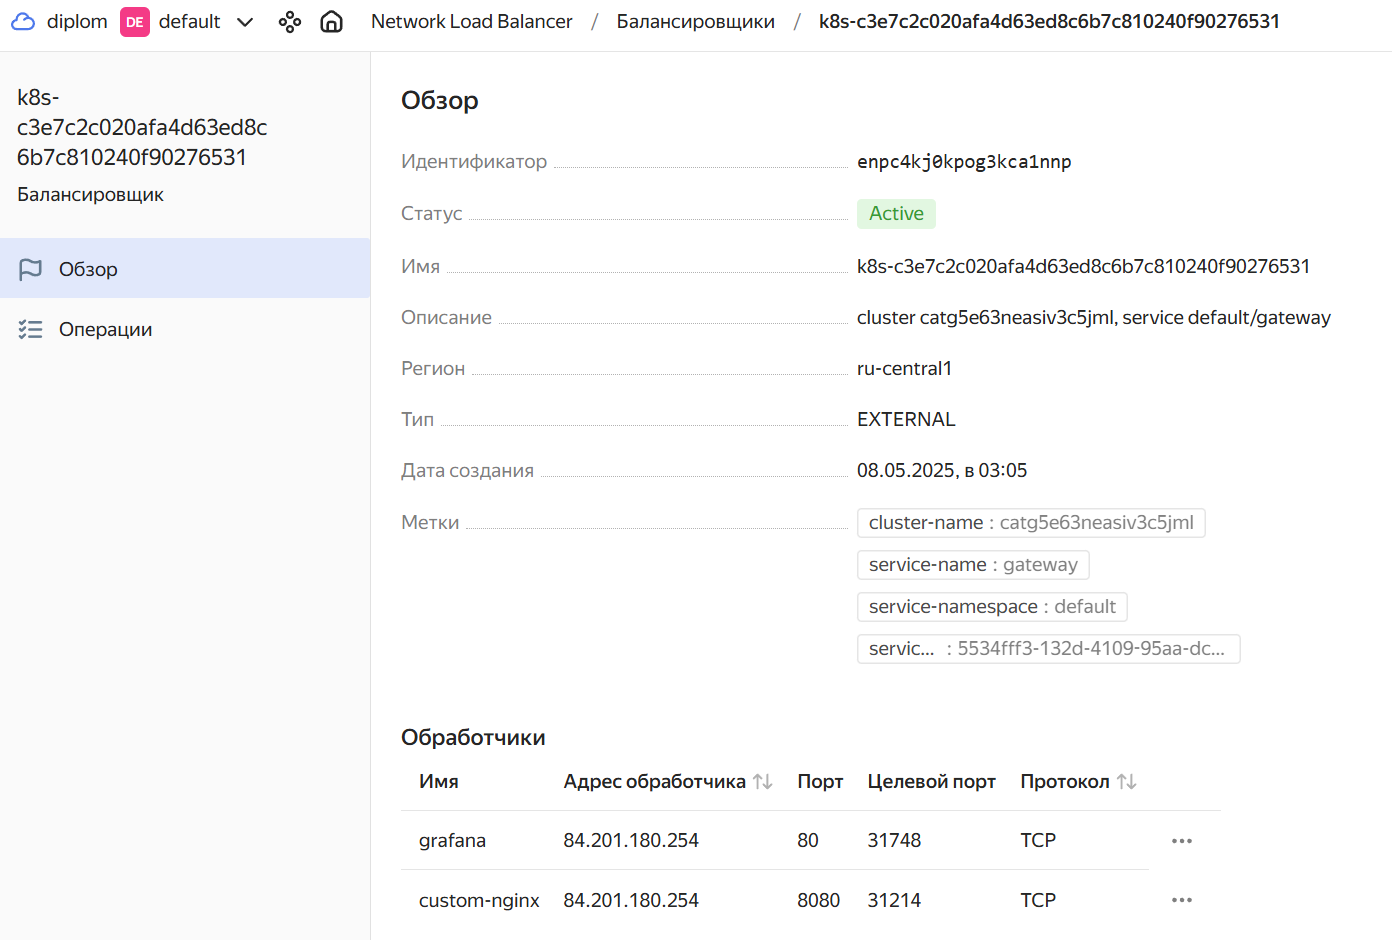 diplom DE default Network Load Balancer / Балансировщики / k8s-c3e7c2c020afa4d63ed8c6b7c810240f90276531
k8s-
c3e7c2c020afa4d63ed8c
6b7c810240f90276531
Балансировщик
Обзор
Операции
Обзор
Идентификатор enpc4kj0kpog3kca1nnp
Статус Active
Имя k8s-c3e7c2c020afa4d63ed8c6b7c810240f90276531
Описание cluster catg5e63neasiv3c5jml, service default/gateway
Регион ru-central1
Тип EXTERNAL
Дата создания 08.05.2025, в 03:05
Метки cluster-name : catg5e63neasiv3c5jml
service-name : gateway
service-namespace : default
servic... : 5534fff3-132d-4109-95aa-dc...
Обработчики
Имя Адрес обработчика Порт Целевой порт Протокол
grafana 84.201.180.254 80 31748 TCP
custom-nginx 84.201.180.254 8080 31214 TCP